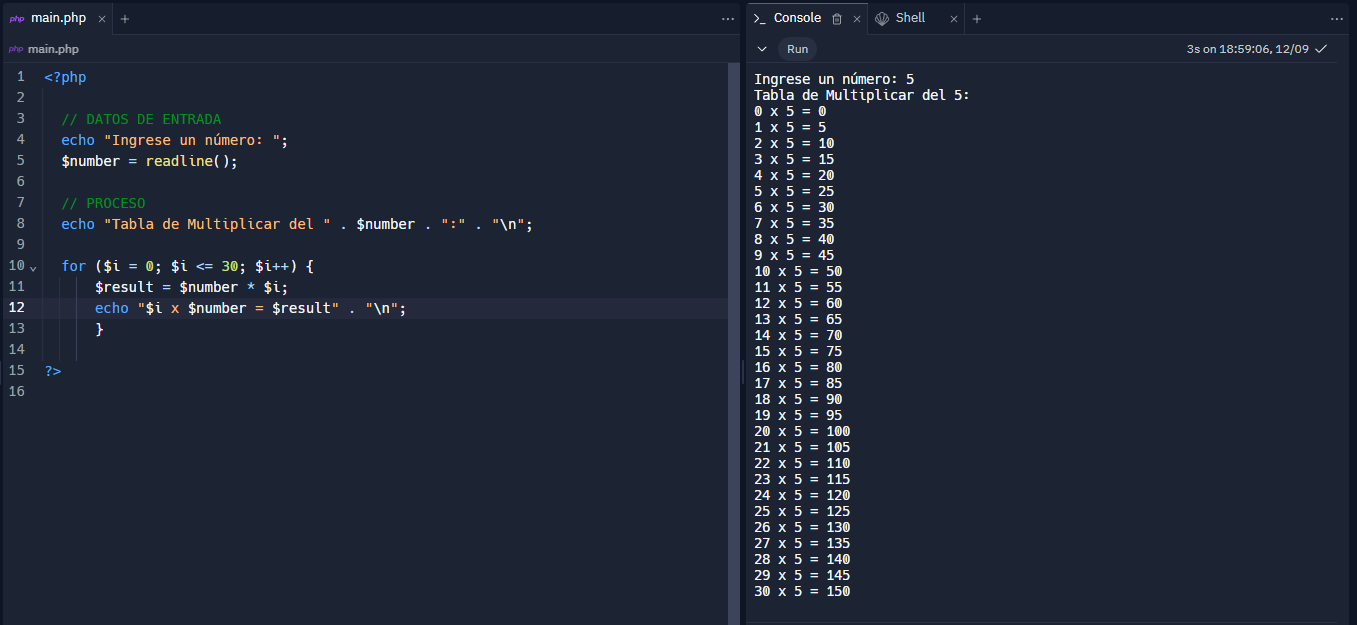 php main.php
php main.php
1 <?php
2
3 // DATOS DE ENTRADA
4 echo "Ingrese un número: ";
5 $number = readline();
6
7 // PROCESO
8 echo "Tabla de Multiplicar del " . $number . ":" . "\n";
9
10 for ($i = 0; $i <= 30; $i++) {
11 $result = $number * $i;
12 echo "$i x $number = $result" . "\n";
13 }
14
15 ?>
16
Console Shell
Run 3s on 18:59:06, 12/09
Ingrese un número: 5
Tabla de Multiplicar del 5:
0 x 5 = 0
1 x 5 = 5
2 x 5 = 10
3 x 5 = 15
4 x 5 = 20
5 x 5 = 25
6 x 5 = 30
7 x 5 = 35
8 x 5 = 40
9 x 5 = 45
10 x 5 = 50
11 x 5 = 55
12 x 5 = 60
13 x 5 = 65
14 x 5 = 70
15 x 5 = 75
16 x 5 = 80
17 x 5 = 85
18 x 5 = 90
19 x 5 = 95
20 x 5 = 100
21 x 5 = 105
22 x 5 = 110
23 x 5 = 115
24 x 5 = 120
25 x 5 = 125
26 x 5 = 130
27 x 5 = 135
28 x 5 = 140
29 x 5 = 145
30 x 5 = 150